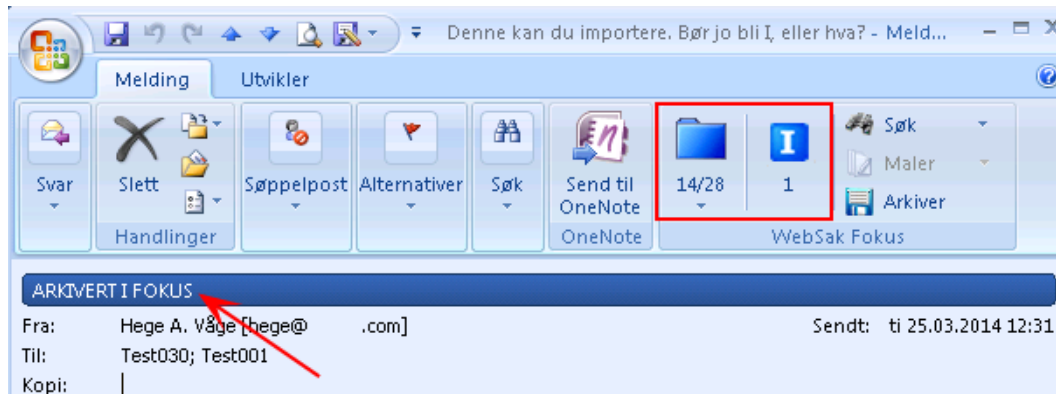 Denne kan du importere. Bør jo bli I, eller hva? - Meld...
Melding Utvikler
Svar
Slett
Handlinger
Søppelpost
Alternativer
Søk
Send til
OneNote
OneNote
14/28
I
1
Søk
Maler
Arkiver
WebSak Fokus
ARKIVERT I FOKUS
Fra: Hege A. Våge [hege@ .com] Sendt: ti 25.03.2014 12:31
Til: Test030; Test001
Kopi: